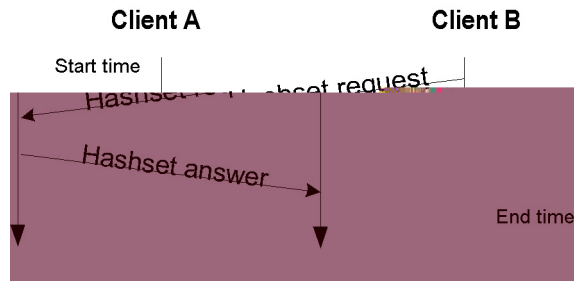 Client A
Client B
Start time
Hashset request
Hashset answer
End time